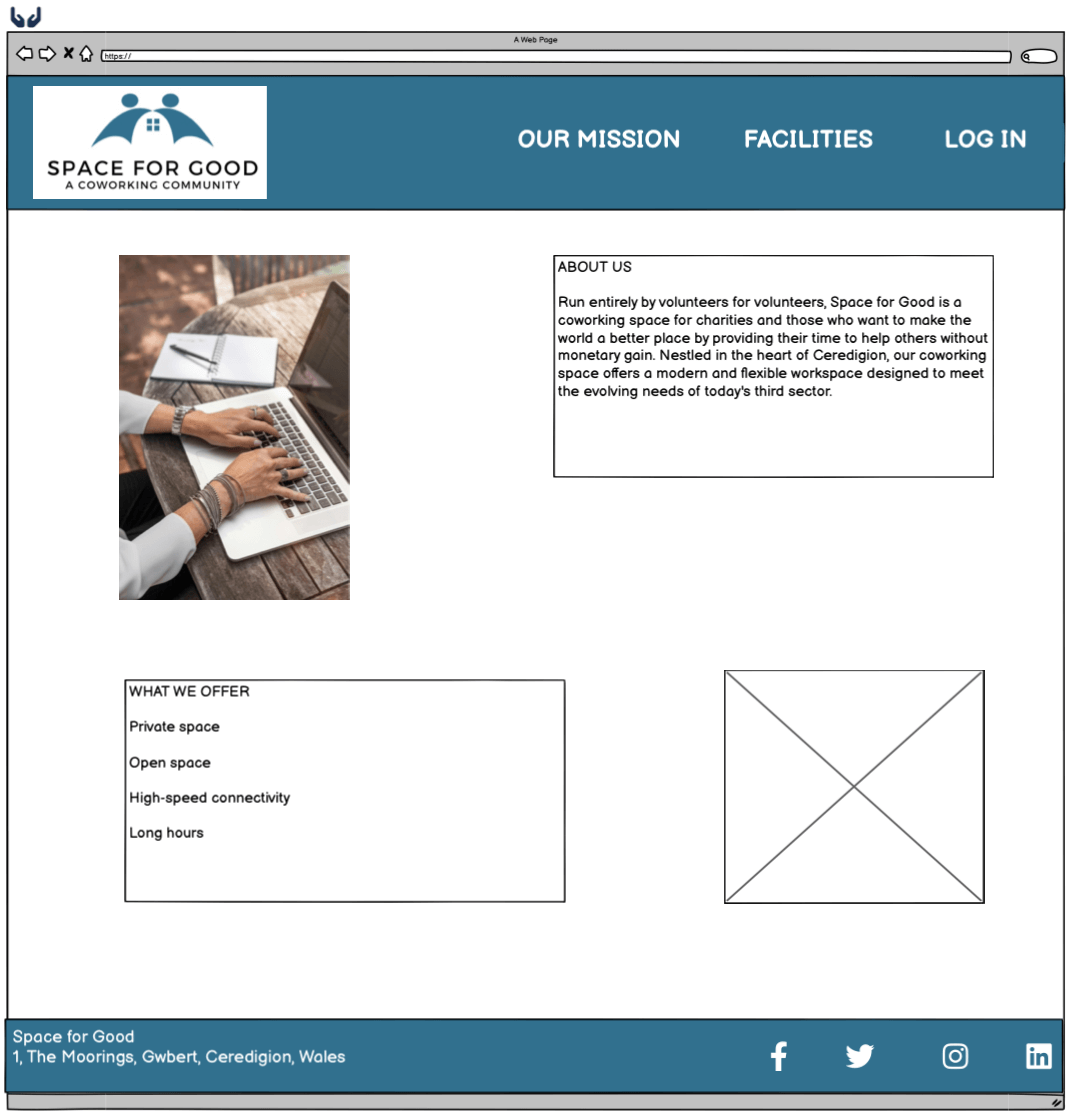 A Web Page
https://
SPACE FOR GOOD
A COWORKING COMMUNITY
OUR MISSION
FACILITIES
LOG IN
ABOUT US
Run entirely by volunteers for volunteers, Space for Good is a
coworking space for charities and those who want to make the
world a better place by providing their time to help others without
monetary gain. Nestled in the heart of Ceredigion, our coworking
space offers a modern and flexible workspace designed to meet
the evolving needs of today's third sector.
WHAT WE OFFER
Private space
Open space
High-speed connectivity
Long hours
Space for Good
1, The Moorings, Gwbert, Ceredigion, Wales